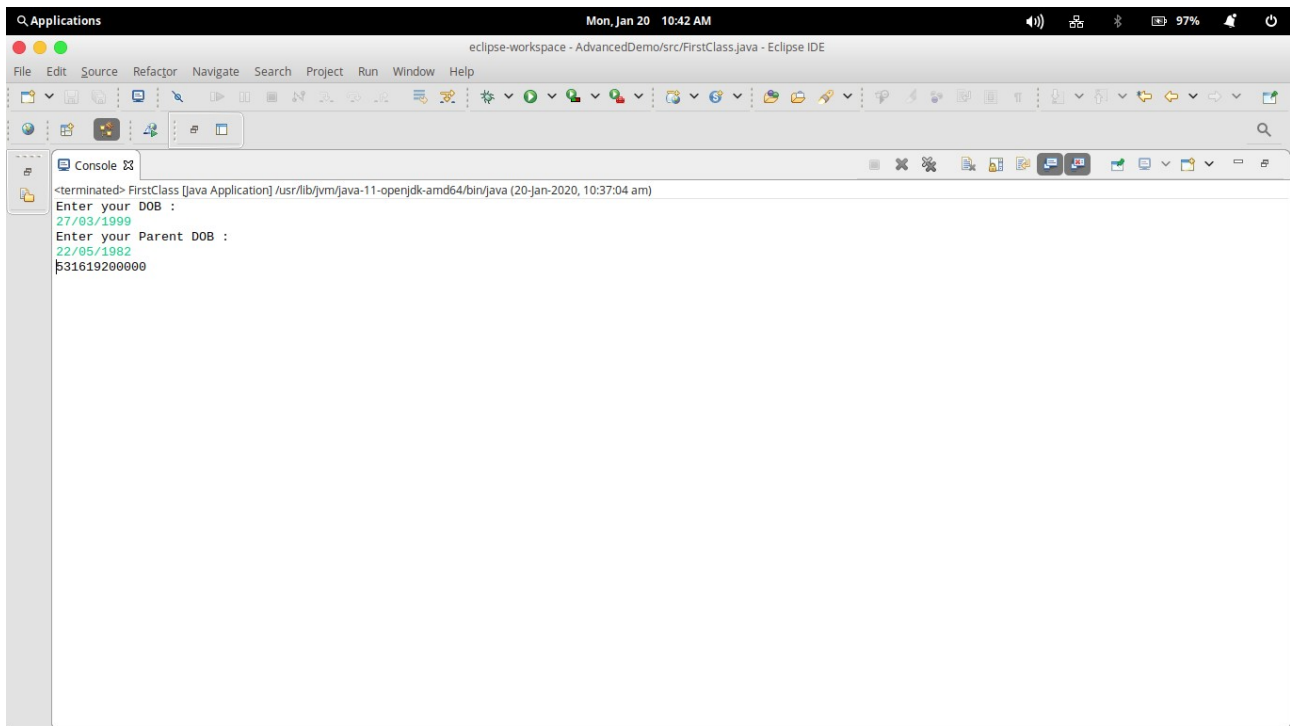 Applications Mon, Jan 20 10:42 AM 97%
eclipse-workspace - AdvancedDemo/src/FirstClass.java - Eclipse IDE
File Edit Source Refactor Navigate Search Project Run Window Help
Console
<terminated> FirstClass [Java Application] /usr/lib/jvm/java-11-openjdk-amd64/bin/java (20-Jan-2020, 10:37:04 am)
Enter your DOB :
27/03/1999
Enter your Parent DOB :
22/05/1982
531619200000